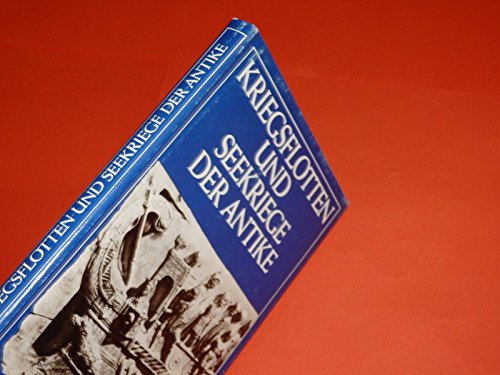 KRIEGSFLOTTEN
UND
SEEKRIEGE
DER ANTIKE
EGSFLOTTEN UND SEEKRIEGE DER ANTIKE